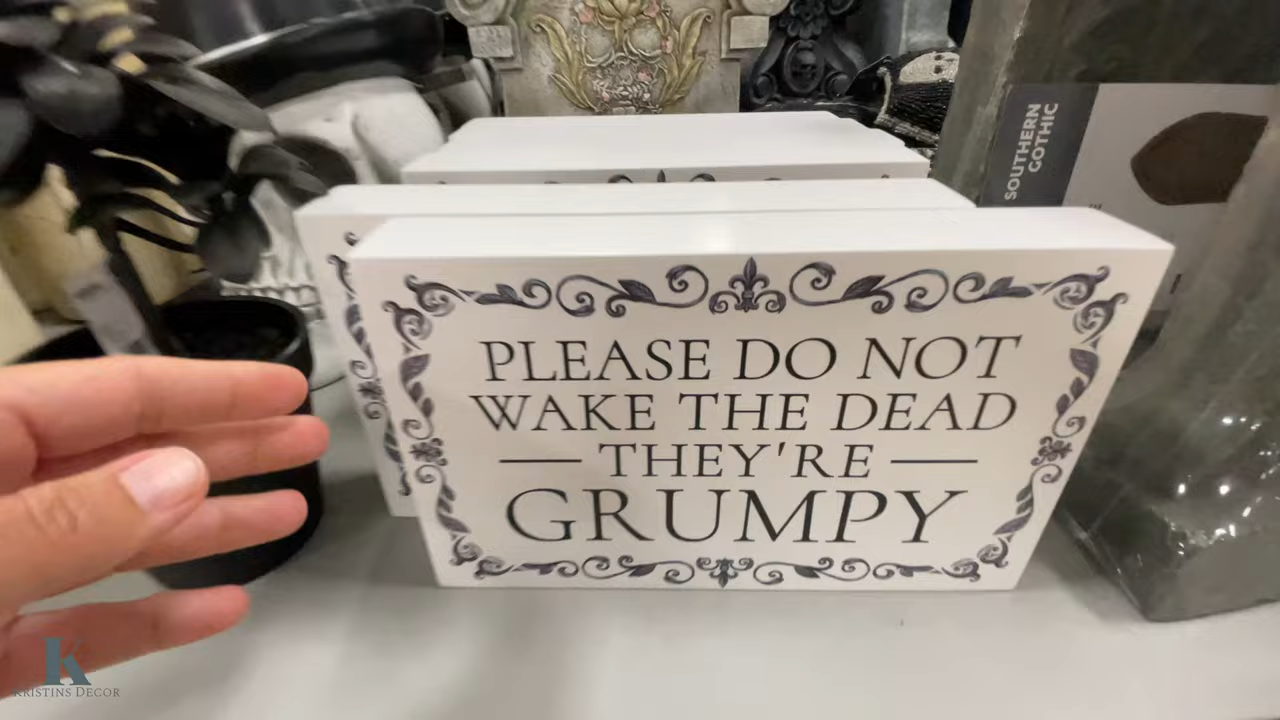 SOUTHERN
GOTHIC
PLEASE DO NOT
WAKE THE DEAD
THEY'RE
GRUMPY
K
KRISTINS DECOR